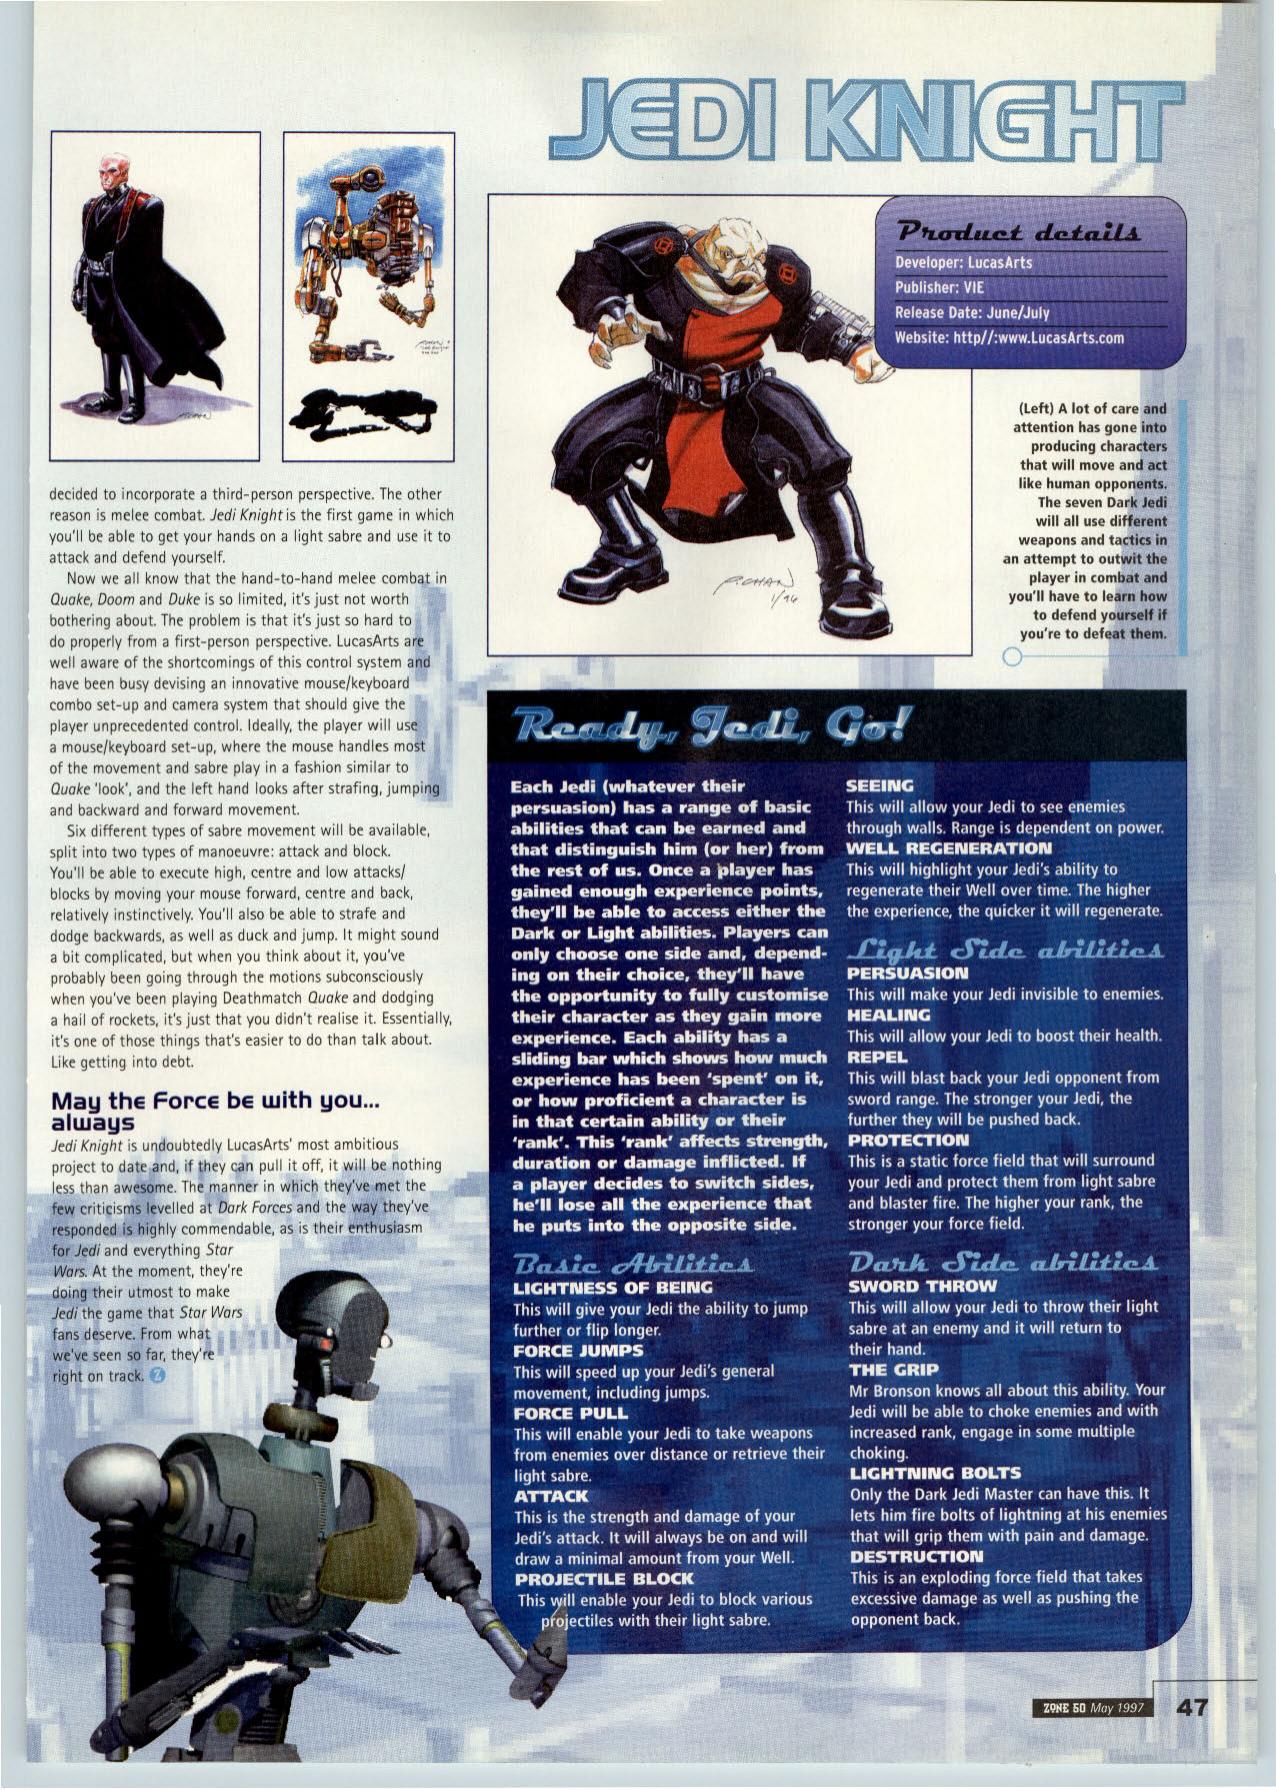 JEDI KNIGHT
Product details
Developer: LucasArts
Publisher: VIE
Release Date: June/July
Website: http//:www.LucasArts.com
(Left) A lot of care and
attention has gone into
producing characters
that will move and act
like human opponents.
The seven Dark Jedi
will all use different
weapons and tactics in
an attempt to outwit the
player in combat and
you'll have to learn how
to defend yourself if
you're to defeat them.
R.CHAN
1/96
decided to incorporate a third-person perspective. The other
reason is melee combat. Jedi Knight is the first game in which
you'll be able to get your hands on a light sabre and use it to
attack and defend yourself.
Now we all know that the hand-to-hand melee combat in
Quake, Doom and Duke is so limited, it's just not worth
bothering about. The problem is that it's just so hard to
do properly from a first-person perspective. LucasArts are
well aware of the shortcomings of this control system and
have been busy devising an innovative mouse/keyboard
combo set-up and camera system that should give the
player unprecedented control. Ideally, the player will use
a mouse/keyboard set-up, where the mouse handles most
of the movement and sabre play in a fashion similar to
Quake 'look', and the left hand looks after strafing, jumping
and backward and forward movement.
Six different types of sabre movement will be available,
split into two types of manoeuvre: attack and block.
You'll be able to execute high, centre and low attacks/
blocks by moving your mouse forward, centre and back,
relatively instinctively. You'll also be able to strafe and
dodge backwards, as well as duck and jump. It might sound
a bit complicated, but when you think about it, you've
probably been going through the motions subconsciously
when you've been playing Deathmatch Quake and dodging
a hail of rockets, it's just that you didn't realise it. Essentially,
it's one of those things that's easier to do than talk about.
Like getting into debt.
May the Force be with you...
always
Jedi Knight is undoubtedly LucasArts' most ambitious
project to date and, if they can pull it off, it will be nothing
less than awesome. The manner in which they've met the
few criticisms levelled at Dark Forces and the way they've
responded is highly commendable, as is their enthusiasm
for Jedi and everything Star
Wars. At the moment, they're
doing their utmost to make
Jedi the game that Star Wars
fans deserve. From what
we've seen so far, they're
right on track. Z
Ready, Jedi, Go!
Each Jedi (whatever their
persuasion) has a range of basic
abilities that can be earned and
that distinguish him (or her) from
the rest of us. Once a player has
gained enough experience points,
they'll be able to access either the
Dark or Light abilities. Players can
only choose one side and, depend-
ing on their choice, they'll have
the opportunity to fully customise
their character as they gain more
experience. Each ability has a
sliding bar which shows how much
experience has been 'spent' on it,
or how proficient a character is
in that certain ability or their
'rank'. This 'rank' affects strength,
duration or damage inflicted. If
a player decides to switch sides,
he'll lose all the experience that
he puts into the opposite side.
Basic Abilities
LIGHTNESS OF BEING
This will give your Jedi the ability to jump
further or flip longer.
FORCE JUMPS
This will speed up your Jedi's general
movement, including jumps.
FORCE PULL
This will enable your Jedi to take weapons
from enemies over distance or retrieve their
light sabre.
ATTACK
This is the strength and damage of your
Jedi's attack. It will always be on and will
draw a minimal amount from your Well.
PROJECTILE BLOCK
This will enable your Jedi to block various
projectiles with their light sabre.
SEEING
This will allow your Jedi to see enemies
through walls. Range is dependent on power.
WELL REGENERATION
This will highlight your Jedi's ability to
regenerate their Well over time. The higher
the experience, the quicker it will regenerate.
Light Side abilities
PERSUASION
This will make your Jedi invisible to enemies.
HEALING
This will allow your Jedi to boost their health.
REPEL
This will blast back your Jedi opponent from
sword range. The stronger your Jedi, the
further they will be pushed back.
PROTECTION
This is a static force field that will surround
your Jedi and protect them from light sabre
and blaster fire. The higher your rank, the
stronger your force field.
Dark Side abilities
SWORD THROW
This will allow your Jedi to throw their light
sabre at an enemy and it will return to
their hand.
THE GRIP
Mr Bronson knows all about this ability. Your
Jedi will be able to choke enemies and with
increased rank, engage in some multiple
choking.
LIGHTNING BOLTS
Only the Dark Jedi Master can have this. It
lets him fire bolts of lightning at his enemies
that will grip them with pain and damage.
DESTRUCTION
This is an exploding force field that takes
excessive damage as well as pushing the
opponent back.
ZONE 50 May 1997 47